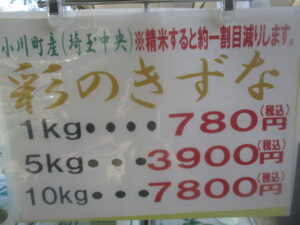 小川町産(埼玉中央)※精米すると約一割目減りします。
彩のきずな
1kg・・・・780円(税込)
5kg・・・3900円(税込)
10kg・・・7800円(税込)